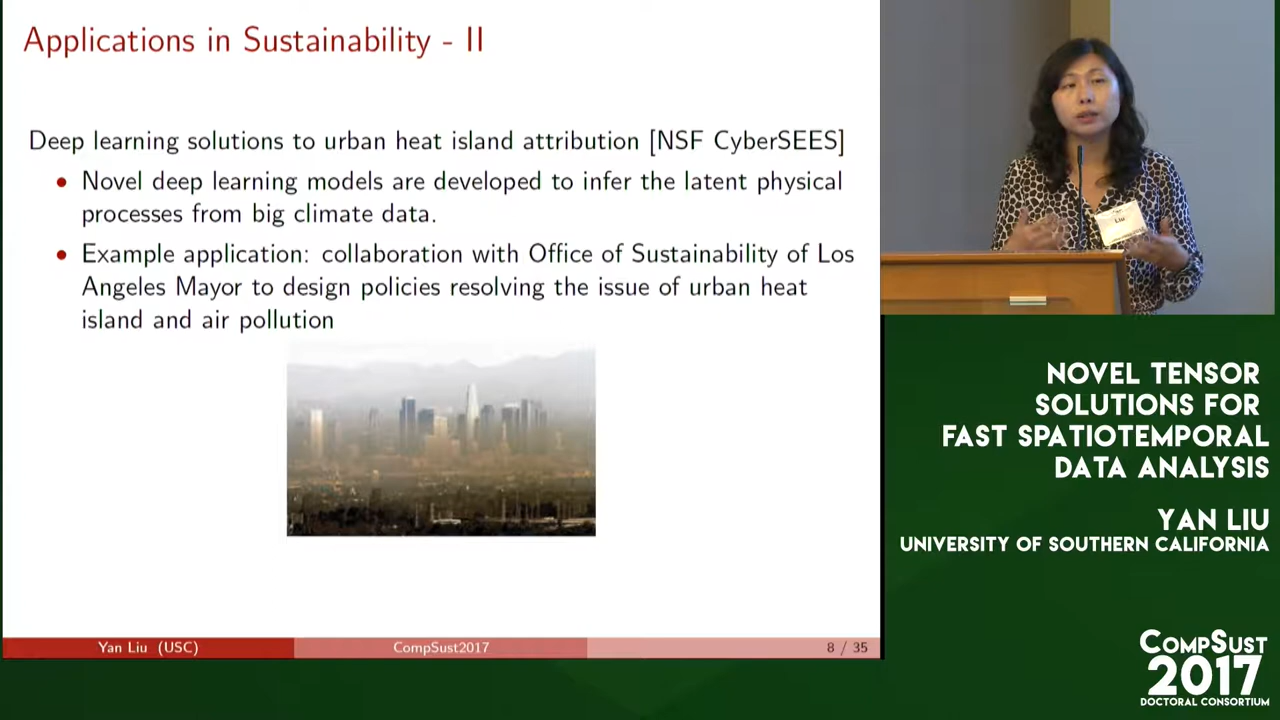 Applications in Sustainability - II
Deep learning solutions to urban heat island attribution [NSF CyberSEES]
• Novel deep learning models are developed to infer the latent physical
processes from big climate data.
• Example application: collaboration with Office of Sustainability of Los
Angeles Mayor to design policies resolving the issue of urban heat
island and air pollution
Yan Liu (USC)
CompSust2017
8 / 35
Liu
NOVEL TENSOR
SOLUTIONS FOR
FAST SPATIOTEMPORAL
DATA ANALYSIS
YAN LIU
UNIVERSITY OF SOUTHERN CALIFORNIA
COMPSUST
2017
DOCTORAL CONSORTIUM